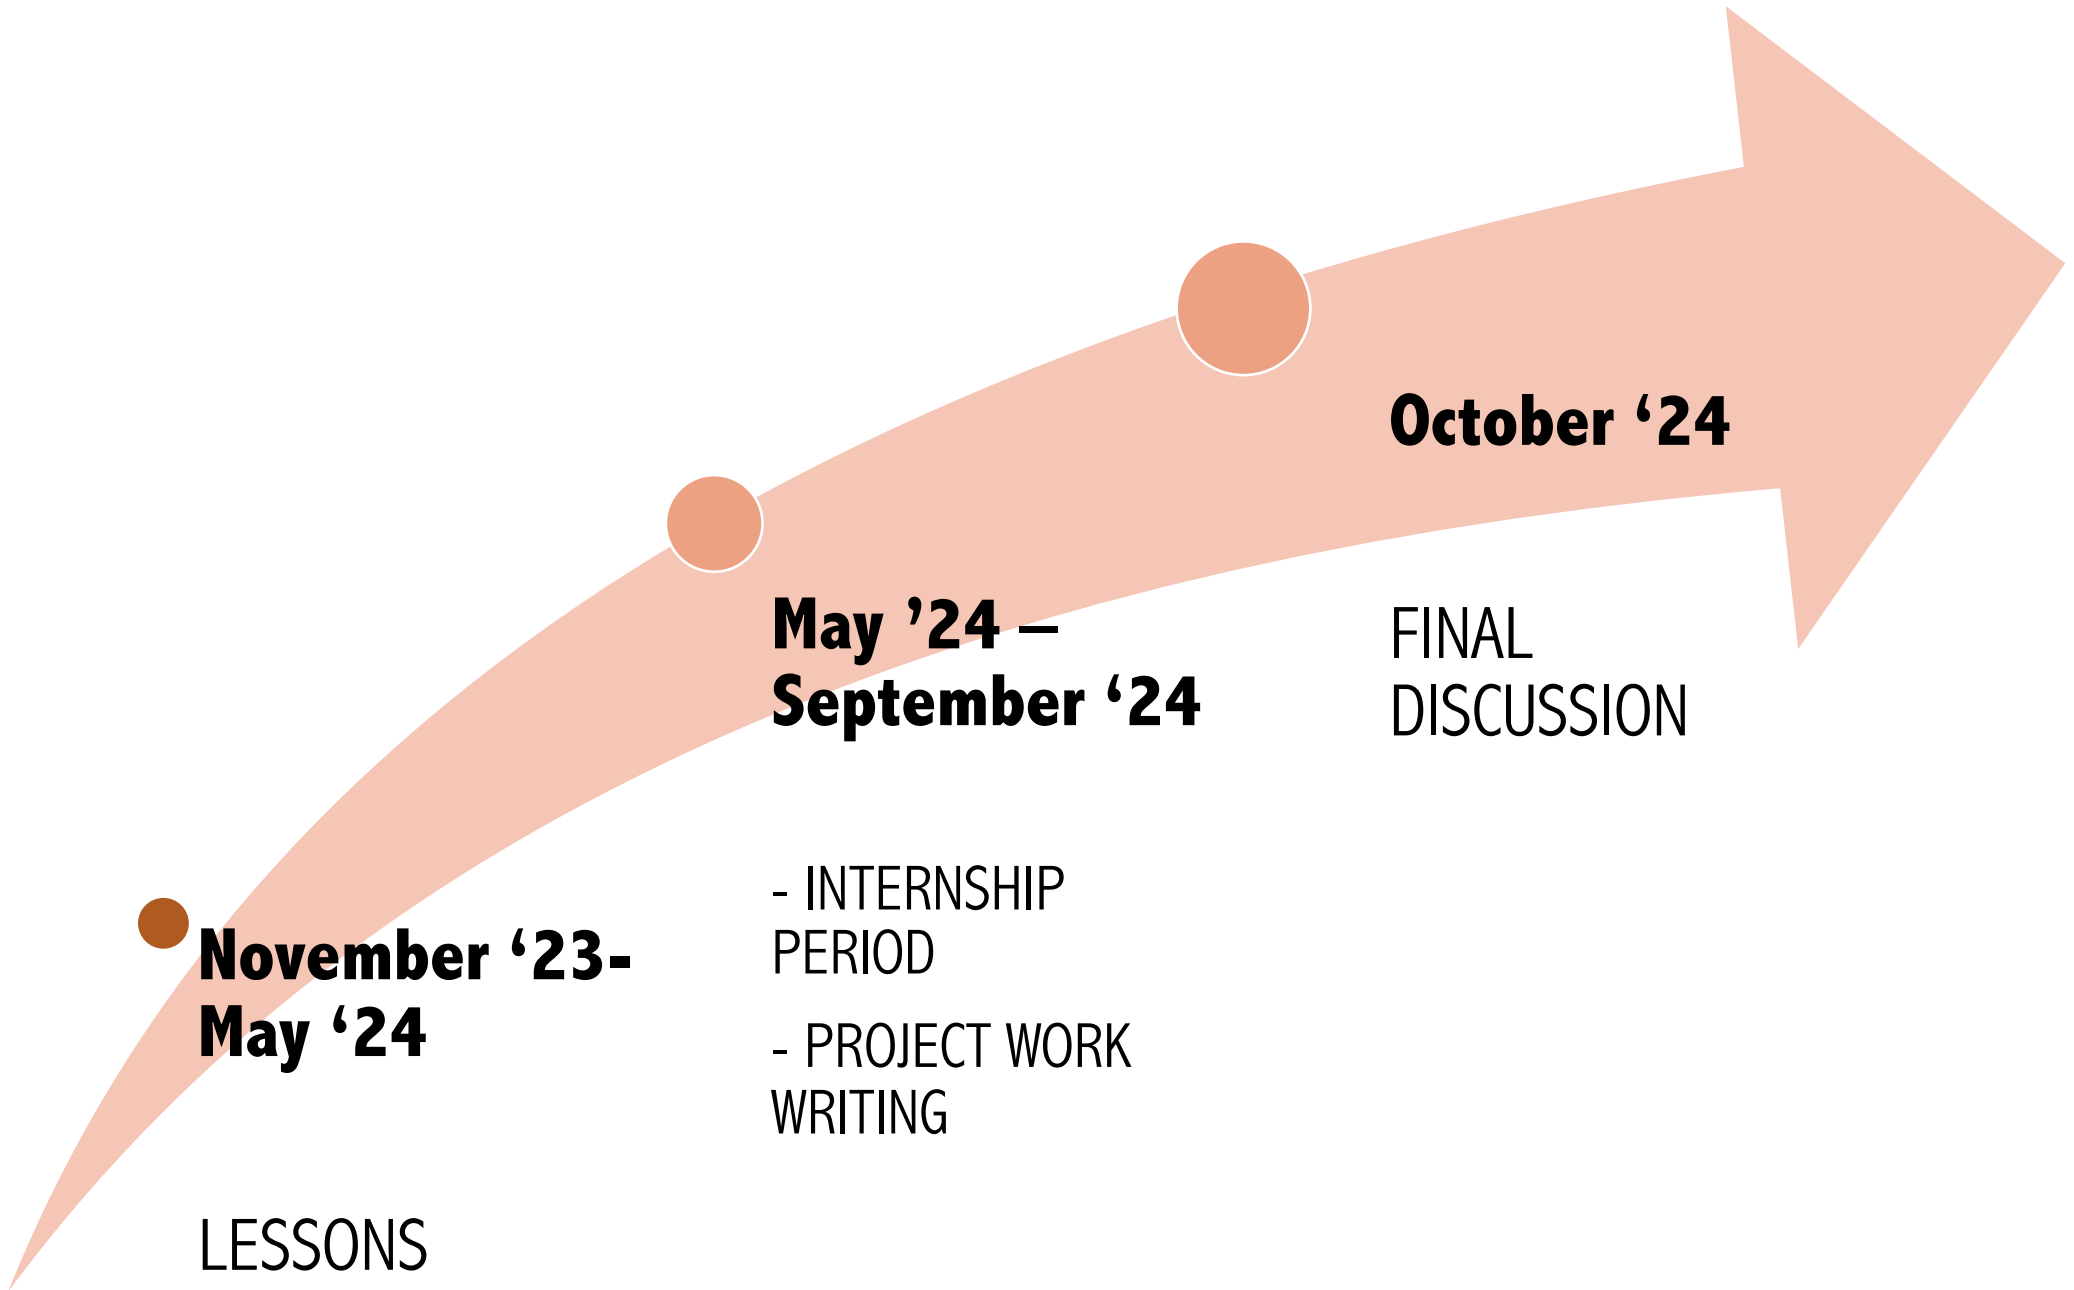 November ‘23-
May ‘24
LESSONS
May ’24 –
September ‘24
- INTERNSHIP
PERIOD
- PROJECT WORK
WRITING
October ‘24
FINAL
DISCUSSION